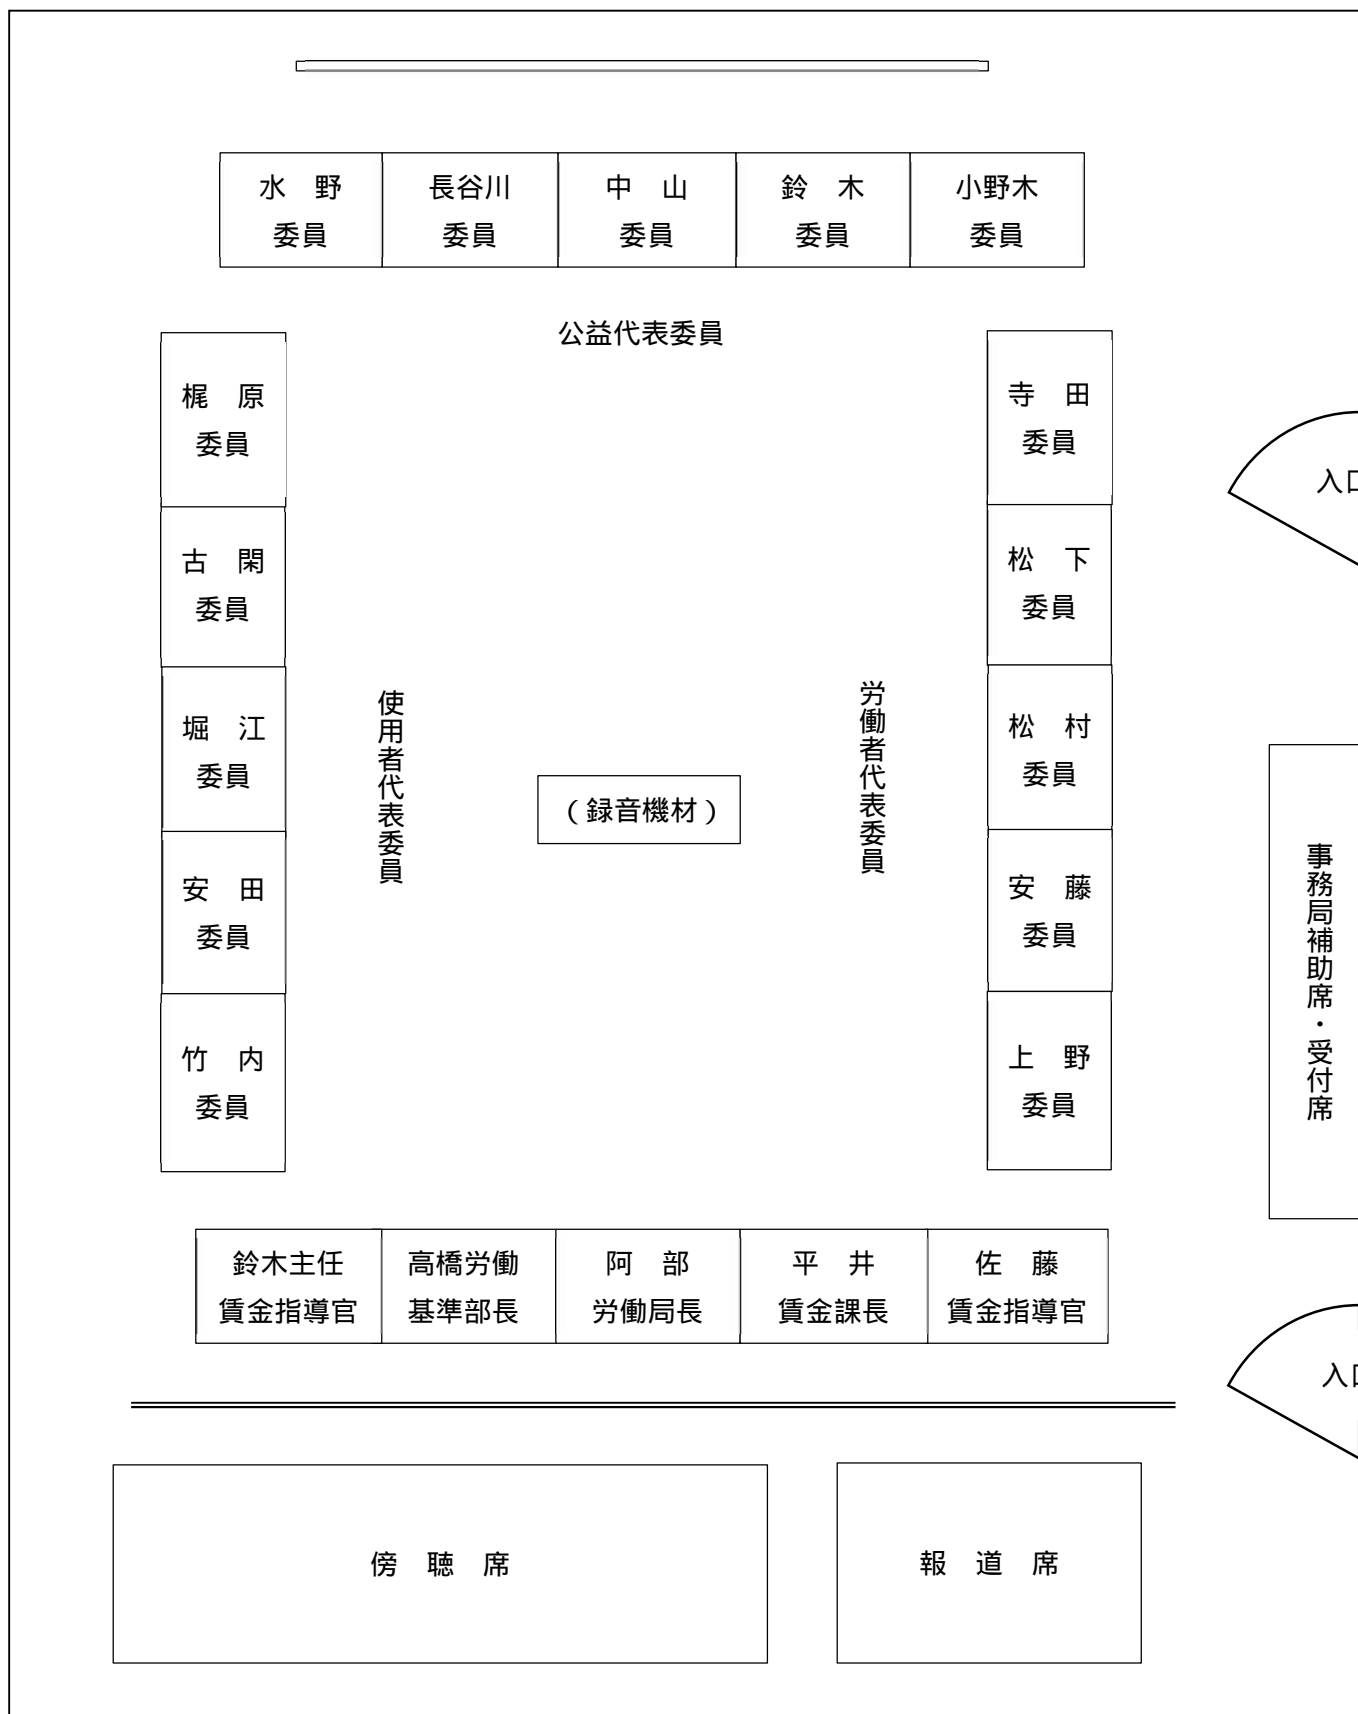 水　野
委員
長谷川
委員
中　山
委員
鈴　木
委員
小野木
委員
公益代表委員
梶　原
委員
古　閑
委員
堀　江
委員
安　田
委員
竹　内
委員
使用者代表委員
（録音機材）
労働者代表委員
寺　田
委員
松　下
委員
松　村
委員
安　藤
委員
上　野
委員
入口
事務局補助席・受付席
鈴木主任
賃金指導官
高橋労働
基準部長
阿　部
労働局長
平　井
賃金課長
佐　藤
賃金指導官
入口
傍　聴　席
報　道　席